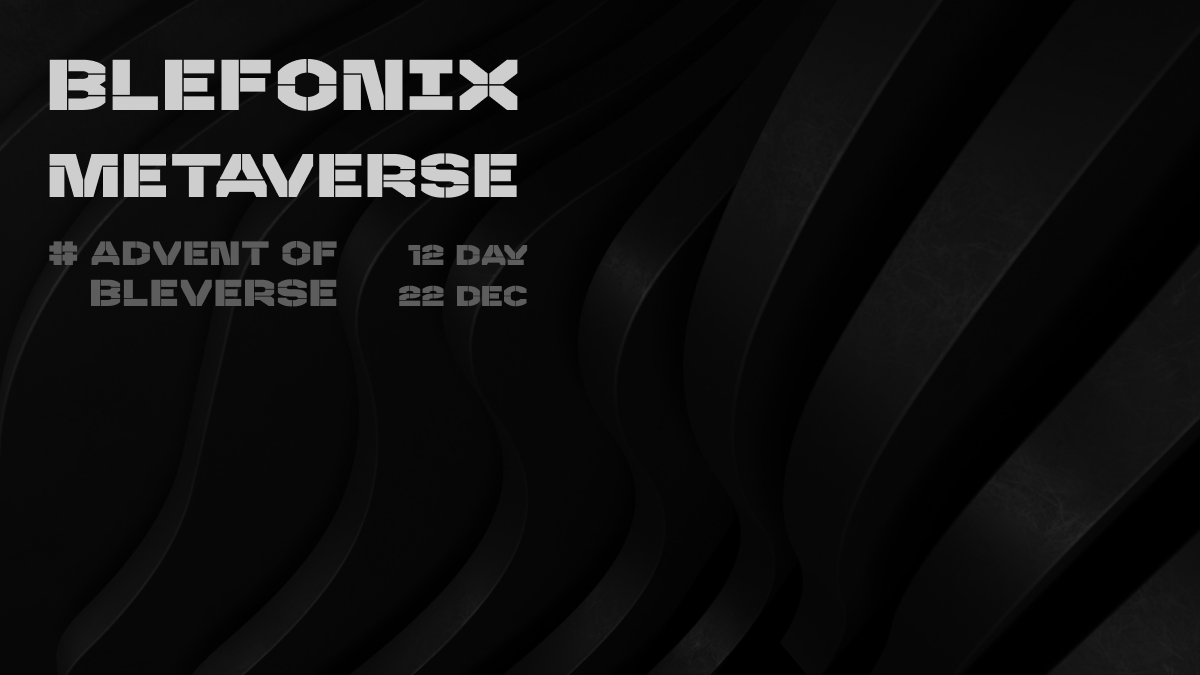 BLEFONIX
METAVERSE
# ADVENT OF
BLEVERSE
12 DAY
22 DEC